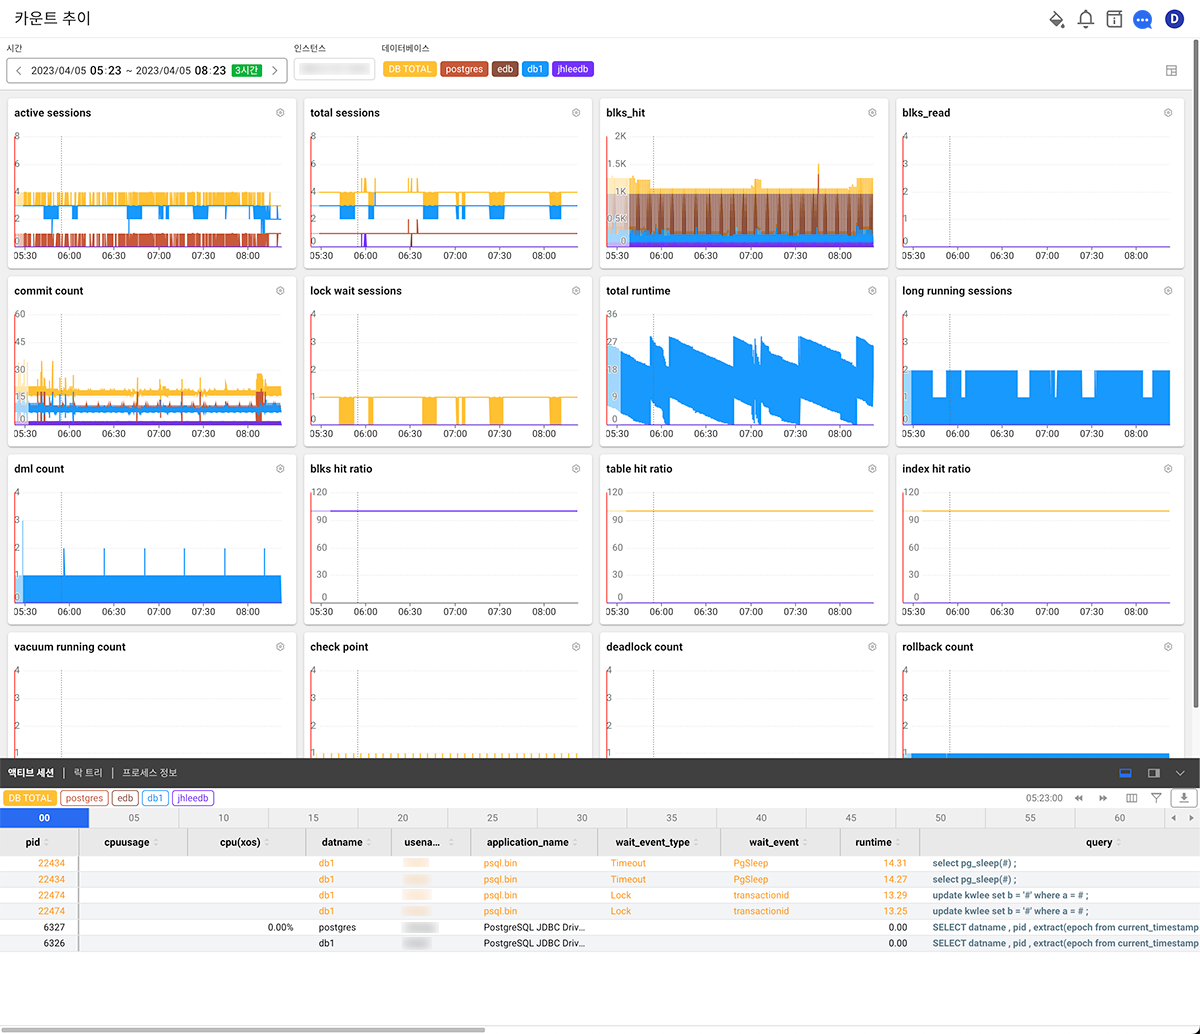 카운트 추이
D
시간
인스턴스
데이터베이스
2023/04/05 05:23 ~ 2023/04/05 08:23 3시간
DB TOTAL postgres edb db1 jhleedb
active sessions
8
6
4
2
0
05:30 06:00 06:30 07:00 07:30 08:00
total sessions
8
6
4
2
0
05:30 06:00 06:30 07:00 07:30 08:00
blks_hit
2K
1.5K
1K
0.5K
0
05:30 06:00 06:30 07:00 07:30 08:00
blks_read
4
3
2
1
0
05:30 06:00 06:30 07:00 07:30 08:00
commit count
60
45
30
15
0
05:30 06:00 06:30 07:00 07:30 08:00
lock wait sessions
4
3
2
1
0
05:30 06:00 06:30 07:00 07:30 08:00
total runtime
36
27
18
9
0
05:30 06:00 06:30 07:00 07:30 08:00
long running sessions
4
3
2
1
0
05:30 06:00 06:30 07:00 07:30 08:00
dml count
4
3
2
1
0
05:30 06:00 06:30 07:00 07:30 08:00
blks hit ratio
120
90
60
30
0
05:30 06:00 06:30 07:00 07:30 08:00
table hit ratio
120
90
60
30
0
05:30 06:00 06:30 07:00 07:30 08:00
index hit ratio
120
90
60
30
0
05:30 06:00 06:30 07:00 07:30 08:00
vacuum running count
4
3
2
1
check point
4
3
2
1
deadlock count
4
3
2
1
rollback count
4
3
2
1
액티브 세션 | 락 트리 | 프로세스 정보
DB TOTAL postgres edb db1 jhleedb
05:23:00
00 05 10 15 20 25 30 35 40 45 50 55 60
pid cpuusage cpu(xos) datname usena... application_name wait_event_type wait_event runtime query
22434 db1 psql.bin Timeout PgSleep 14.31 select pg_sleep(#) ;
22434 db1 psql.bin Timeout PgSleep 14.27 select pg_sleep(#) ;
22474 db1 psql.bin Lock transactionid 13.29 update kwlee set b = '#' where a = # ;
22474 db1 psql.bin Lock transactionid 13.25 update kwlee set b = '#' where a = # ;
6327 0.00% postgres PostgreSQL JDBC Driv... 0.00 SELECT datname , pid , extract(epoch from current_timestamp
6326 db1 PostgreSQL JDBC Driv... 0.00 SELECT datname , pid , extract(epoch from current_timestamp